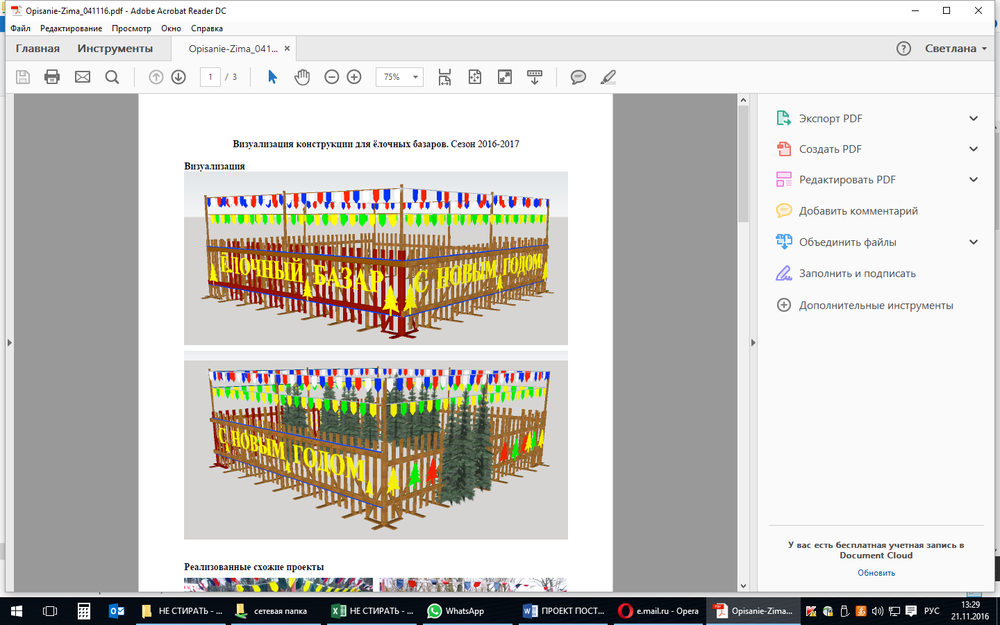 Opisanie-Zima_041116.pdf - Adobe Acrobat Reader DC
Файл Редактирование Просмотр Окно Справка
Главная Инструменты Opisanie-Zima_041... × Светлана
1 / 3 75%
Визуализация конструкции для ёлочных базаров. Сезон 2016-2017
Визуализация
ЁЛОЧНЫЙ БАЗАР С НОВЫМ ГОДОМ
С НОВЫМ ГОДОМ
Реализованные схожие проекты
Экспорт PDF
Создать PDF
Редактировать PDF
Добавить комментарий
Объединить файлы
Заполнить и подписать
Дополнительные инструменты
У вас есть бесплатная учетная запись в
Document Cloud
Обновить
НЕ СТИРАТЬ - ... сетевая папка НЕ СТИРАТЬ - ... WhatsApp ПРОЕКТ ПОСТ... e.mail.ru - Opera Opisanie-Zima... РУС 13:29
21.11.2016